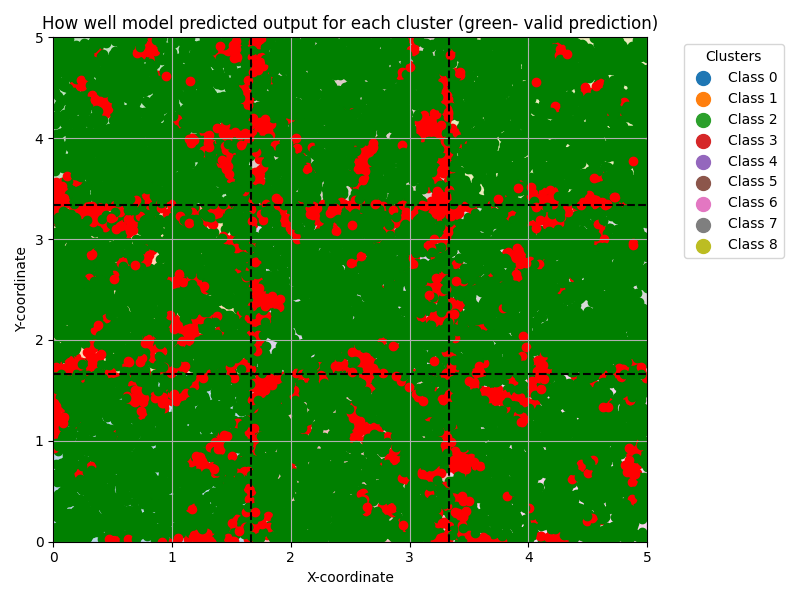 How well model predicted output for each cluster (green- valid prediction)
5
4
3
2
1
0
Y-coordinate
0 1 2 3 4 5
X-coordinate
Clusters
Class 0
Class 1
Class 2
Class 3
Class 4
Class 5
Class 6
Class 7
Class 8